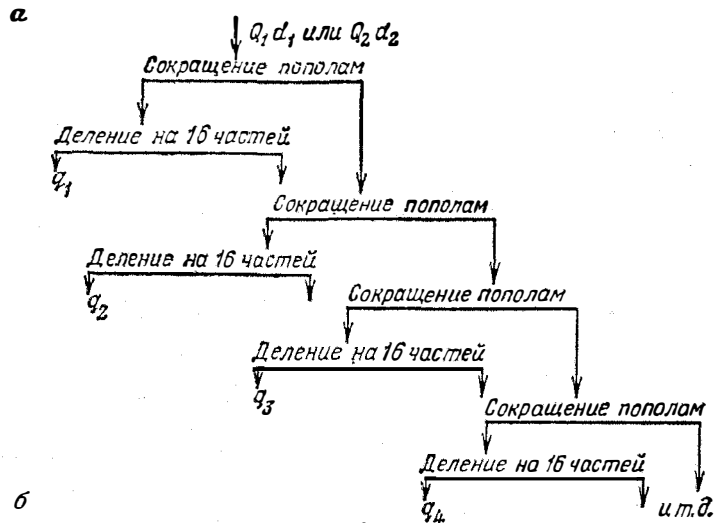 а
Q₁ d₁ или Q₂ d₂
Сокращение пополам
Деление на 16 частей
q₁
Сокращение пополам
Деление на 16 частей
q₂
Сокращение пополам
Деление на 16 частей
q₃
Сокращение пополам
Деление на 16 частей
q₄
и т.д.
б